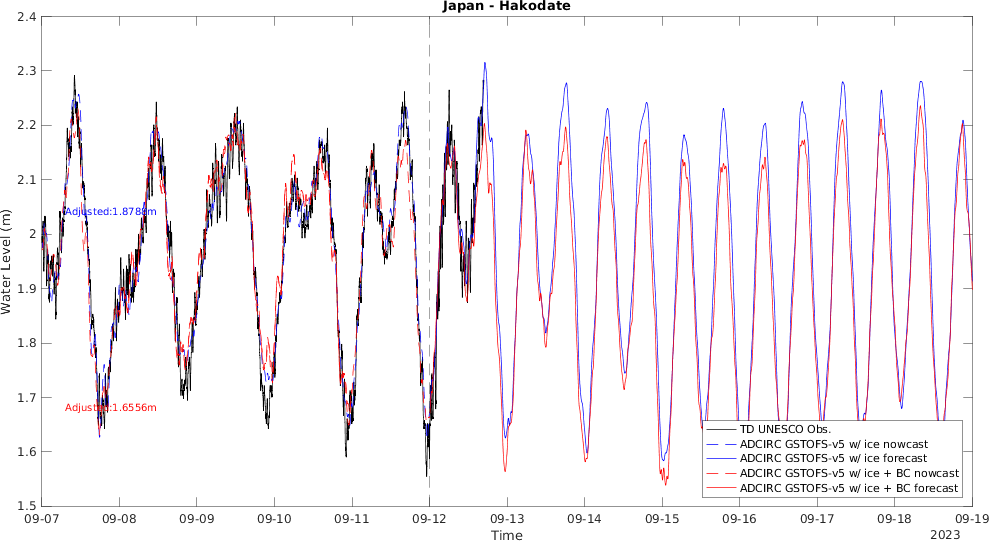 Japan - Hakodate
2.4
2.3
2.2
2.1
2
1.9
1.8
1.7
1.6
1.5
Water Level (m)
Adjusted:1.8788m
Adjusted:1.6556m
TD UNESCO Obs.
ADCIRC GSTOFS-v5 w/ ice nowcast
ADCIRC GSTOFS-v5 w/ ice forecast
ADCIRC GSTOFS-v5 w/ ice + BC nowcast
ADCIRC GSTOFS-v5 w/ ice + BC forecast
09-07 09-08 09-09 09-10 09-11 09-12 09-13 09-14 09-15 09-16 09-17 09-18 09-19
Time
2023